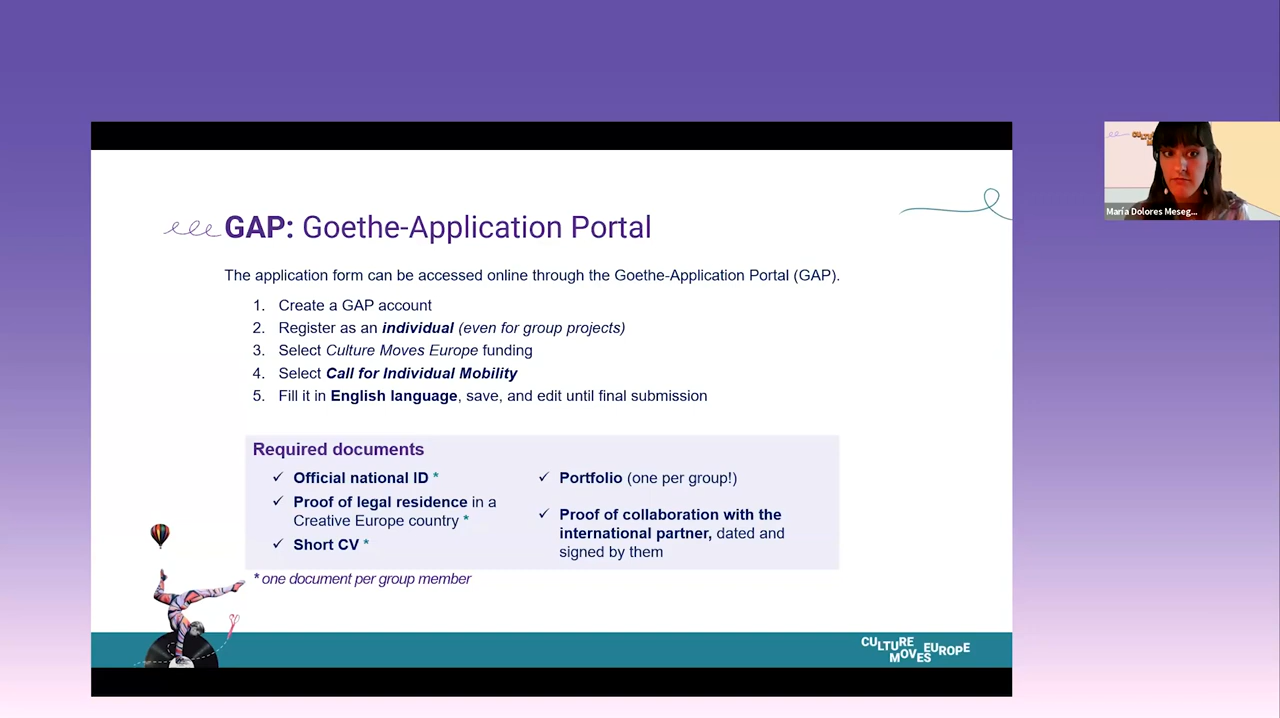 GAP: Goethe-Application Portal
The application form can be accessed online through the Goethe-Application Portal (GAP).
1. Create a GAP account
2. Register as an individual (even for group projects)
3. Select Culture Moves Europe funding
4. Select Call for Individual Mobility
5. Fill it in English language, save, and edit until final submission
Required documents
✓ Official national ID *
✓ Proof of legal residence in a
Creative Europe country *
✓ Short CV *
✓ Portfolio (one per group!)
✓ Proof of collaboration with the
international partner, dated and
signed by them
* one document per group member
CULTURE
MOVES EUROPE
María Dolores Meseg...